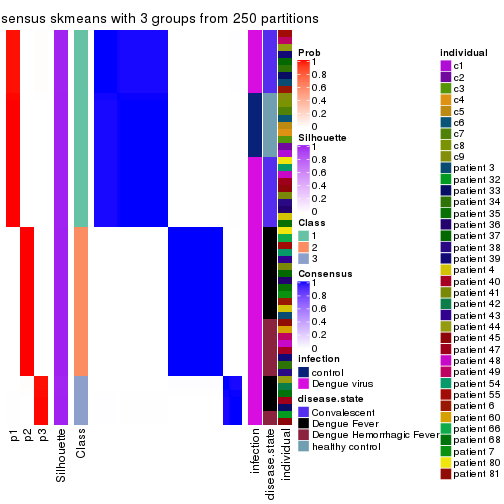 sensus skmeans with 3 groups from 250 partitions
p1
p2
p3
Silhouette
Class
infection
disease.state
individual
Prob
1
0.8
0.6
0.4
0.2
0
Silhouette
1
0.8
0.6
0.4
0.2
0
Class
1
2
3
Consensus
1
0.8
0.6
0.4
0.2
0
infection
control
Dengue virus
disease.state
Convalescent
Dengue Fever
Dengue Hemorrhagic Fever
healthy control
individual
c1
c2
c3
c4
c5
c6
c7
c8
c9
patient 3
patient 32
patient 33
patient 34
patient 35
patient 36
patient 37
patient 38
patient 39
patient 4
patient 40
patient 41
patient 42
patient 43
patient 44
patient 45
patient 47
patient 48
patient 49
patient 54
patient 55
patient 6
patient 60
patient 66
patient 68
patient 7
patient 80
patient 81